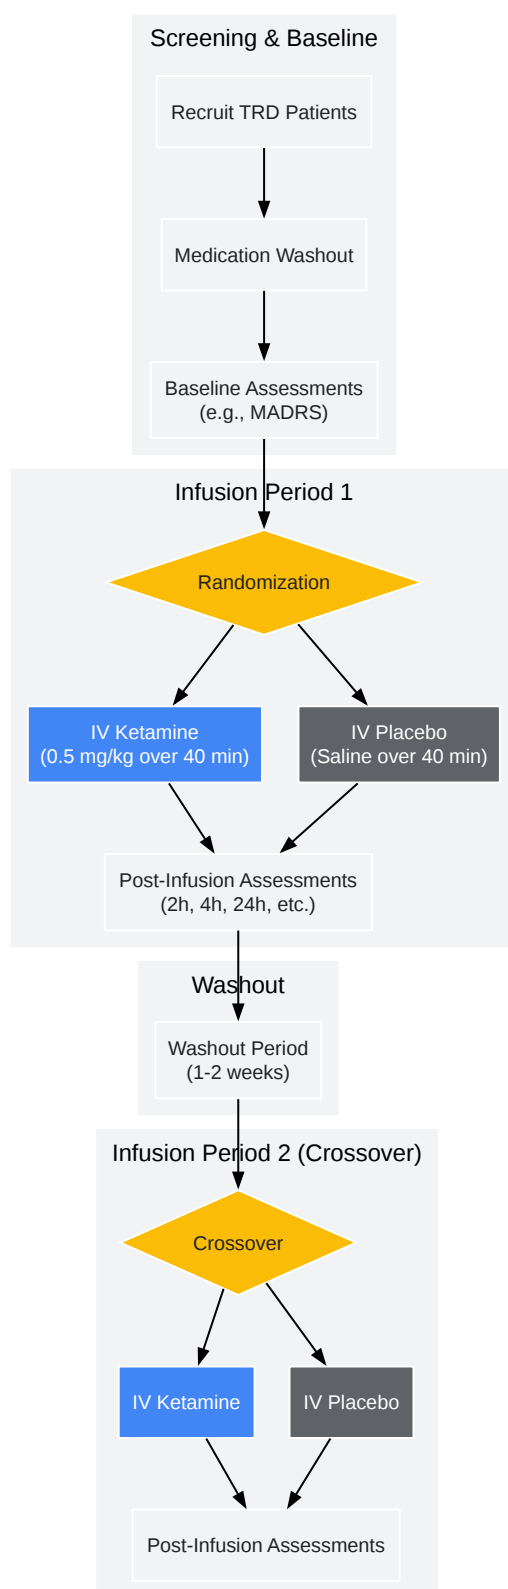 Screening & Baseline
Recruit TRD Patients
Medication Washout
Baseline Assessments
(e.g., MADRS)
Infusion Period 1
Randomization
IV Ketamine
(0.5 mg/kg over 40 min)
IV Placebo
(Saline over 40 min)
Post-Infusion Assessments
(2h, 4h, 24h, etc.)
Washout
Washout Period
(1-2 weeks)
Infusion Period 2 (Crossover)
Crossover
IV Ketamine
IV Placebo
Post-Infusion Assessments